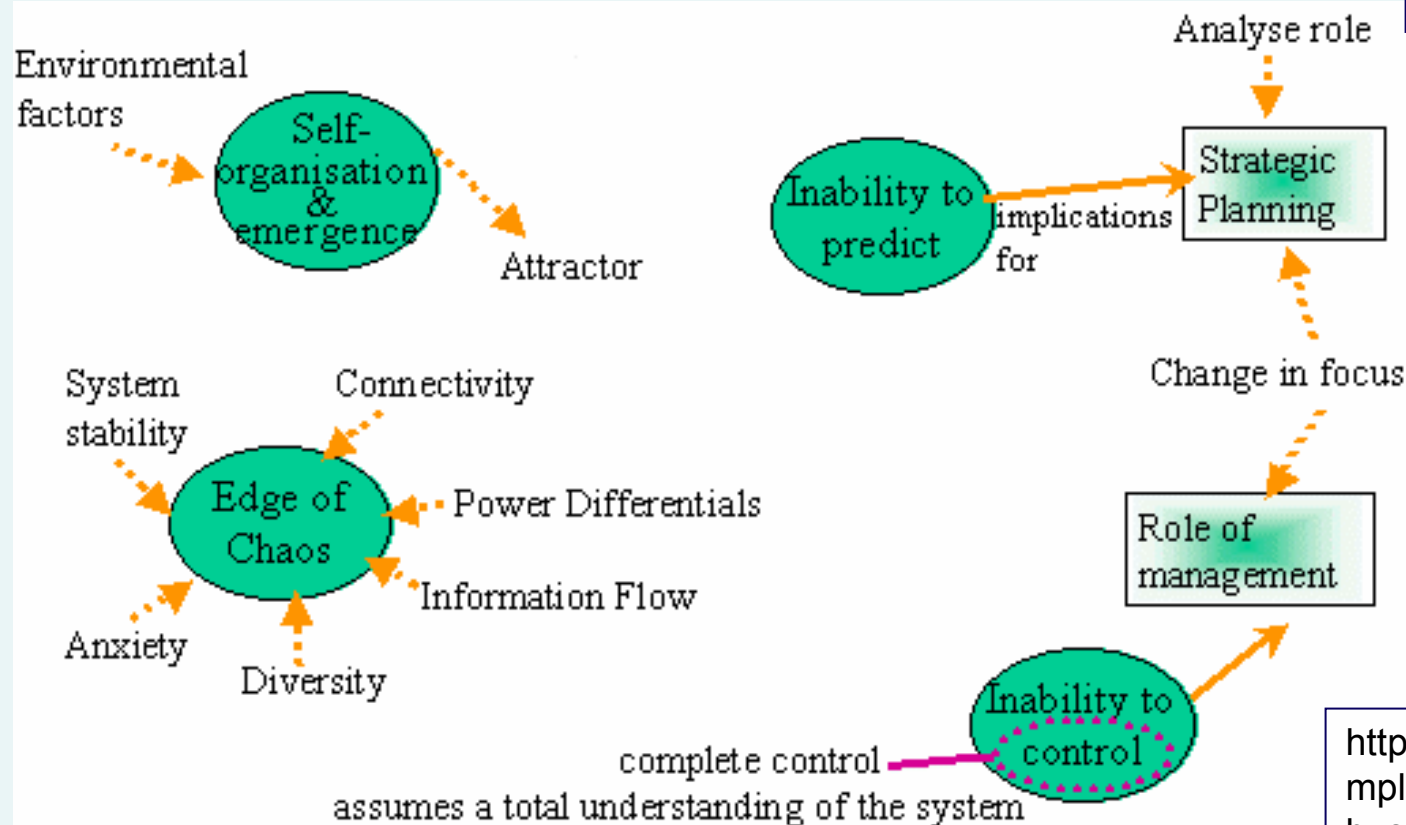 Analyse role
Environmental
factors
Self-
organisation
&
emergence
Attractor
Inability to
predict
implications
for
Strategic
Planning
Change in focus
System
stability
Connectivity
Edge of
Chaos
Power Differentials
Information Flow
Anxiety
Diversity
Role of
management
Inability to
control
complete control
assumes a total understanding of the system
http
mpl